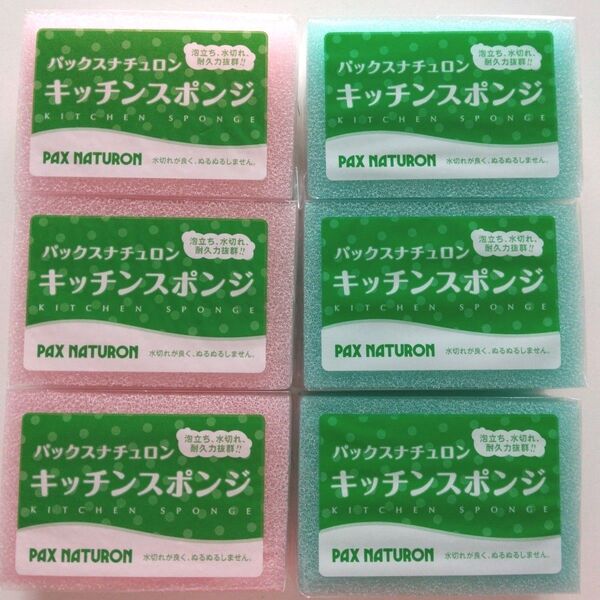 パックスナチュロン
泡立ち、水切れ、
耐久力抜群!!
キッチンスポンジ
KITCHEN SPONGE
PAX NATURON 水切れが良く、ぬるぬるしません。
パックスナチュロン
泡立ち、水切れ、
耐久力抜群!!
キッチンスポンジ
KITCHEN SPONGE
PAX NATURON 水切れが良く、ぬるぬるしません。
パックスナチュロン
泡立ち、水切れ、
耐久力抜群!!
キッチンスポンジ
KITCHEN SPONGE
PAX NATURON 水切れが良く、ぬるぬるしません。
パックスナチュロン
泡立ち、水切れ、
耐久力抜群!!
キッチンスポンジ
KITCHEN SPONGE
PAX NATURON 水切れが良く、ぬるぬるしません。
パックスナチュロン
泡立ち、水切れ、
耐久力抜群!!
キッチンスポンジ
KITCHEN SPONGE
PAX NATURON 水切れが良く、ぬるぬるしません。
パックスナチュロン
泡立ち、水切れ、
耐久力抜群!!
キッチンスポンジ
KITCHEN SPONGE
PAX NATURON 水切れが良く、ぬるぬるしません。